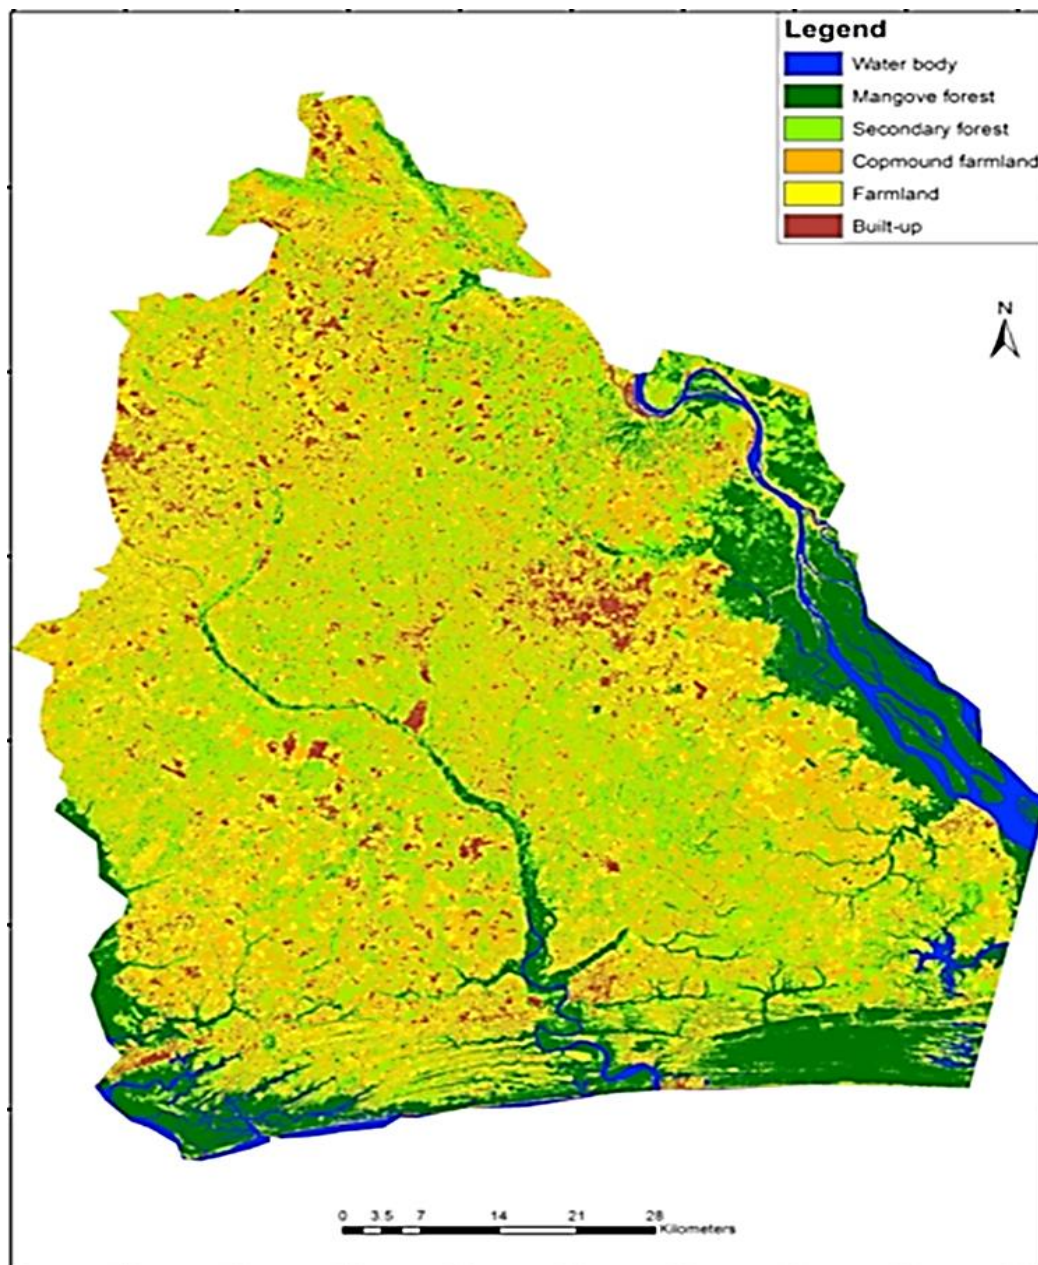 Legend
Water body
Mangove forest
Secondary forest
Copmound farmland
Farmland
Built-up
N
0 3.5 7 14 21 28
Kilometers